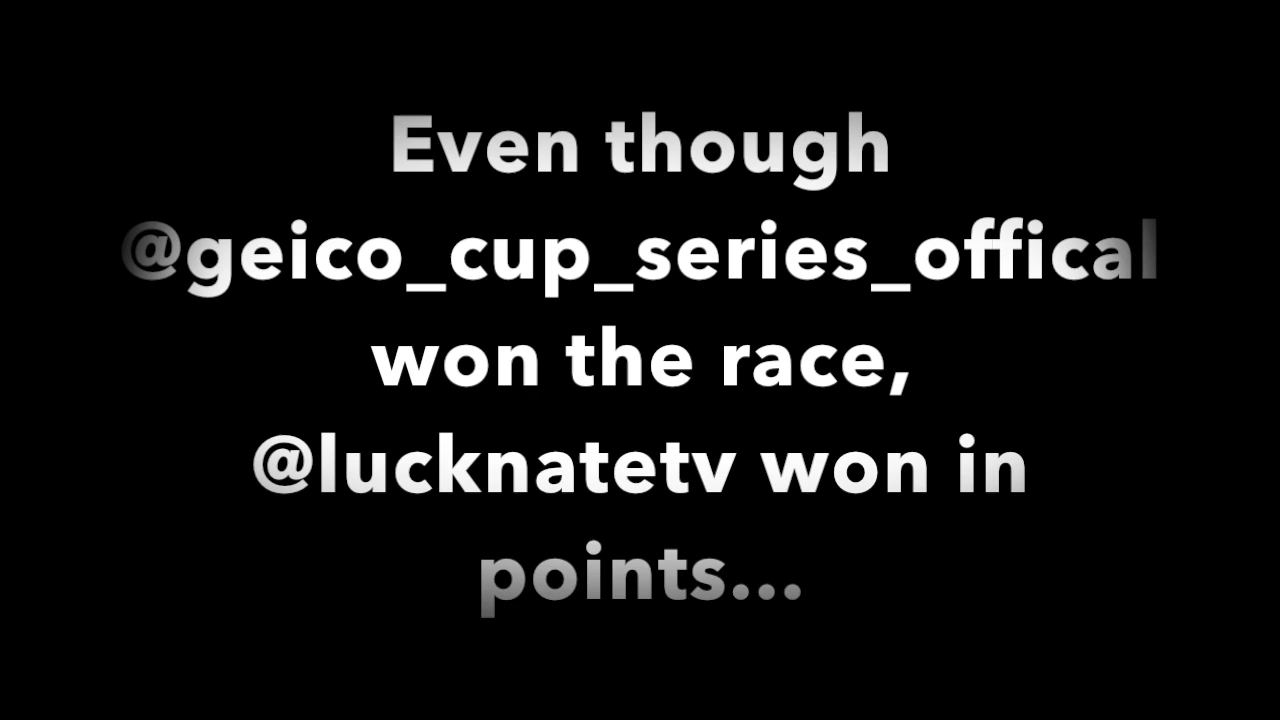 Even though
@geico_cup_series_offical
won the race,
@lucknatetv won in
points...